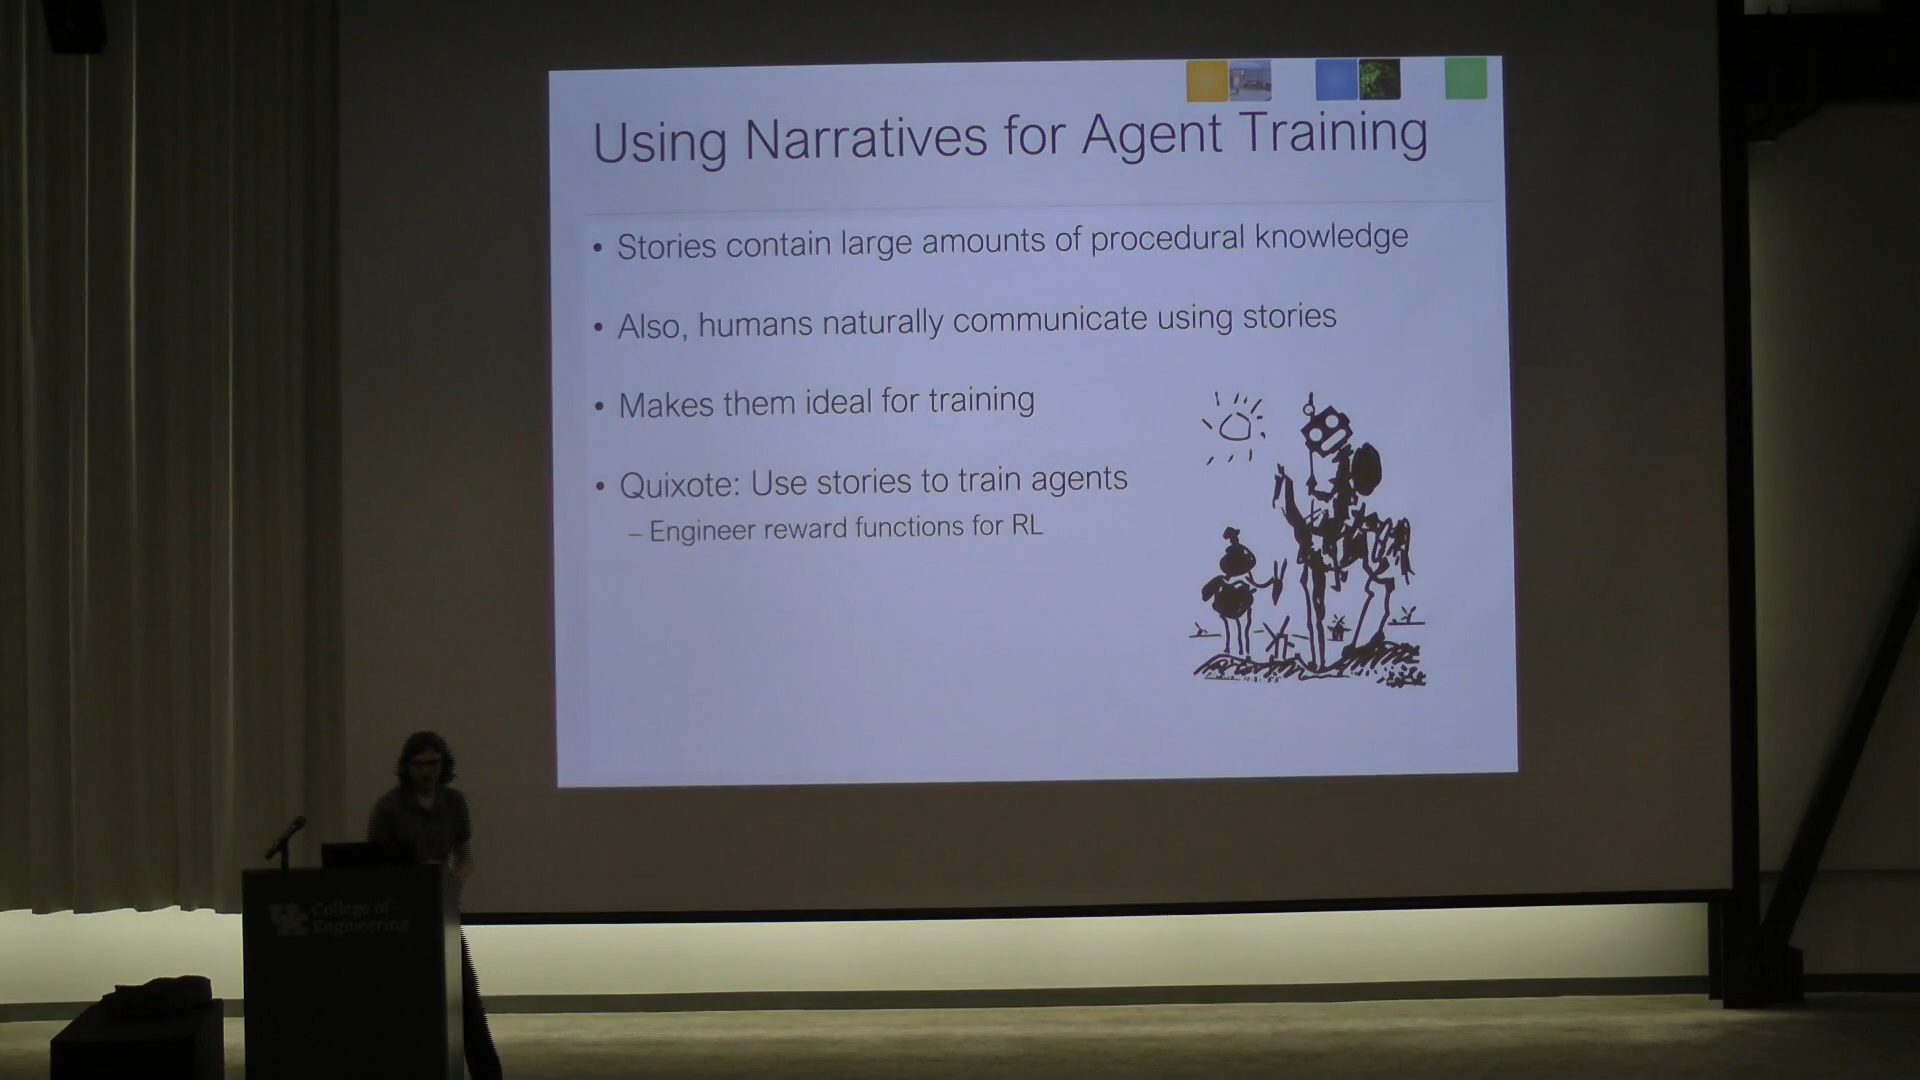 Using Narratives for Agent Training
• Stories contain large amounts of procedural knowledge
• Also, humans naturally communicate using stories
• Makes them ideal for training
• Quixote: Use stories to train agents
– Engineer reward functions for RL
UK College of
Engineering